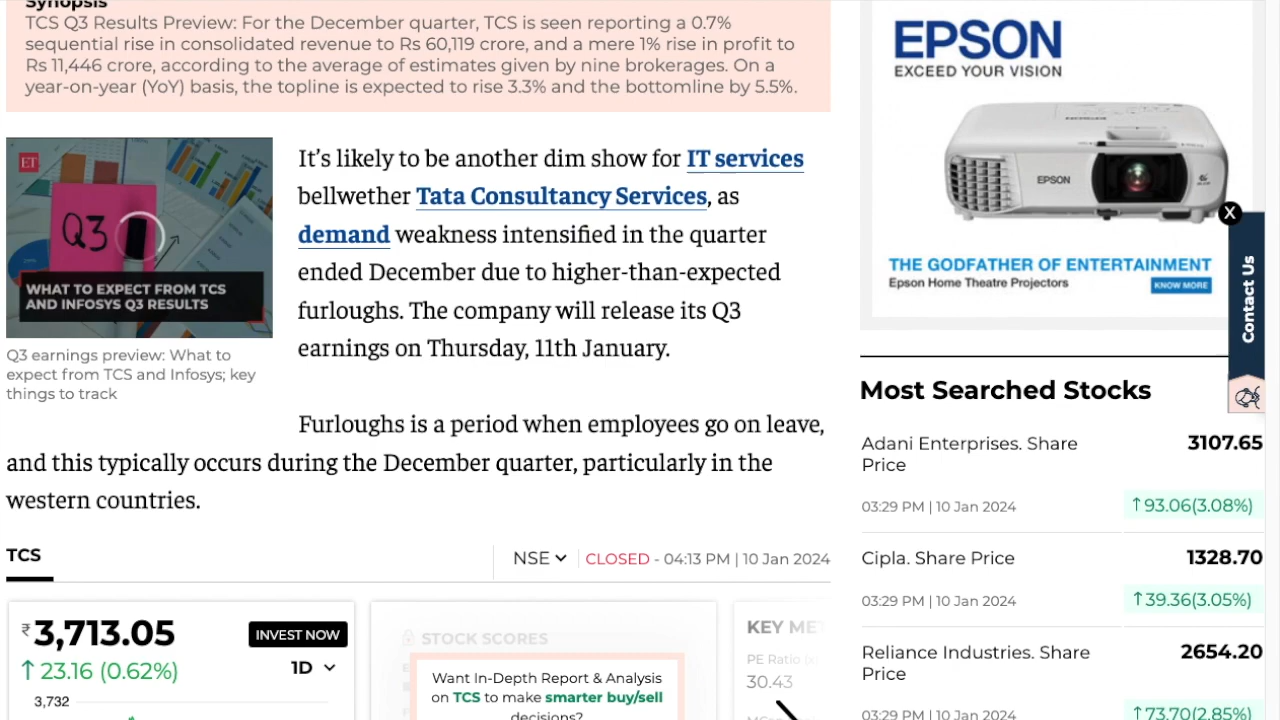 Synopsis
TCS Q3 Results Preview: For the December quarter, TCS is seen reporting a 0.7%
sequential rise in consolidated revenue to Rs 60,119 crore, and a mere 1% rise in profit to
Rs 11,446 crore, according to the average of estimates given by nine brokerages. On a
year-on-year (YoY) basis, the topline is expected to rise 3.3% and the bottomline by 5.5%.
ET
Q3
WHAT TO EXPECT FROM TCS
AND INFOSYS Q3 RESULTS
Q3 earnings preview: What to
expect from TCS and Infosys; key
things to track
It's likely to be another dim show for IT services
bellwether Tata Consultancy Services, as
demand weakness intensified in the quarter
ended December due to higher-than-expected
furloughs. The company will release its Q3
earnings on Thursday, 11th January.
Furloughs is a period when employees go on leave,
and this typically occurs during the December quarter, particularly in the
western countries.
TCS
NSE
CLOSED - 04:13 PM | 10 Jan 2024
₹3,713.05
INVEST NOW
↑ 23.16 (0.62%)
1D
3,732
STOCK SCORES
Want In-Depth Report & Analysis
on TCS to make smarter buy/sell
decisions?
KEY MET
PE Ratio (x)
30.43
EPSON
EXCEED YOUR VISION
EPSON
THE GODFATHER OF ENTERTAINMENT
Epson Home Theatre Projectors
KNOW MORE
X
Contact Us
Most Searched Stocks
Adani Enterprises. Share
Price
3107.65
03:29 PM | 10 Jan 2024
↑93.06(3.08%)
Cipla. Share Price
1328.70
03:29 PM | 10 Jan 2024
↑39.36(3.05%)
Reliance Industries. Share
Price
2654.20
03:29 PM | 10 Jan 2024
↑73.70(2.85%)